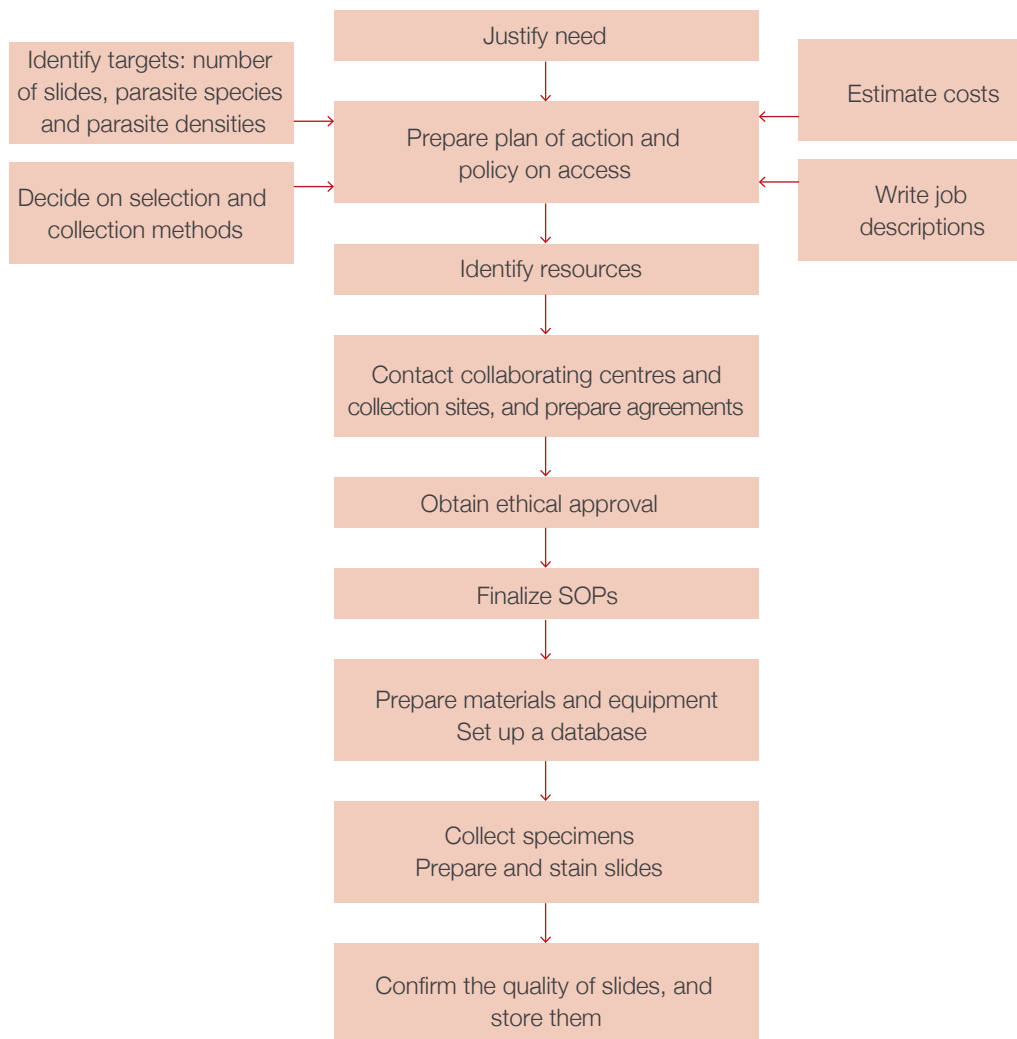 Justify need
Identify targets: number
of slides, parasite species
and parasite densities
Estimate costs
Prepare plan of action and
policy on access
Decide on selection and
collection methods
Write job
descriptions
Identify resources
Contact collaborating centres and
collection sites, and prepare agreements
Obtain ethical approval
Finalize SOPs
Prepare materials and equipment
Set up a database
Collect specimens
Prepare and stain slides
Confirm the quality of slides, and
store them